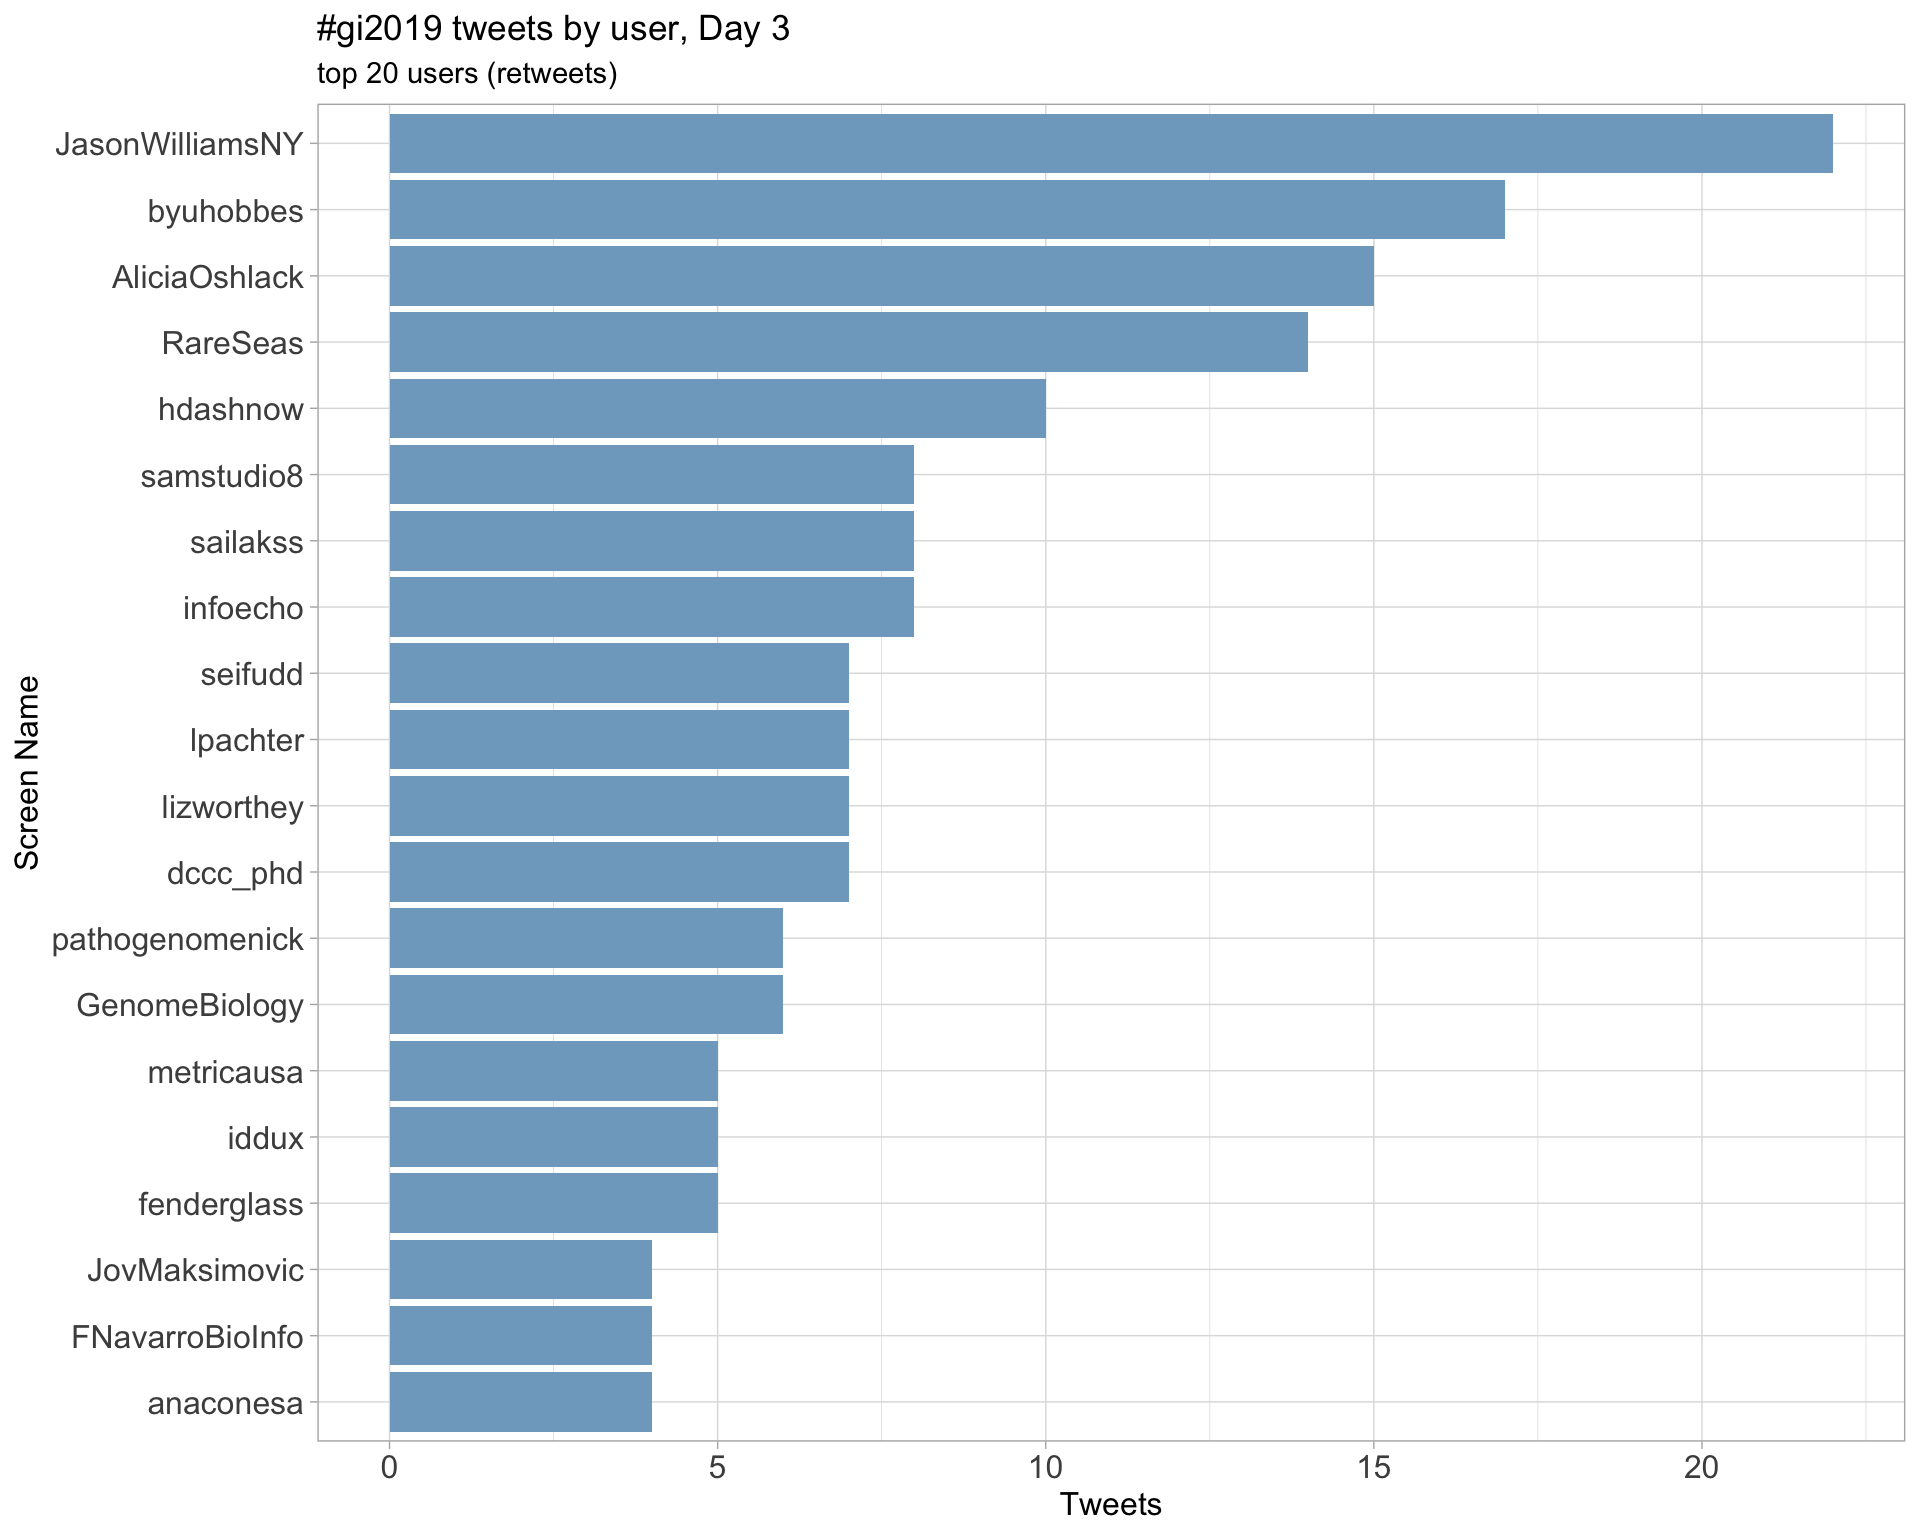 #gi2019 tweets by user, Day 3
top 20 users (retweets)
JasonWilliamsNY
byuhobbes
AliciaOshlack
RareSeas
hdashnow
samstudio8
sailakss
infoecho
seifudd
lpachter
lizworthey
dccc_phd
pathogenomenick
GenomeBiology
metricausa
iddux
fenderglass
JovMaksimovic
FNavarroBioInfo
anaconesa
Screen Name
0 5 10 15 20
Tweets